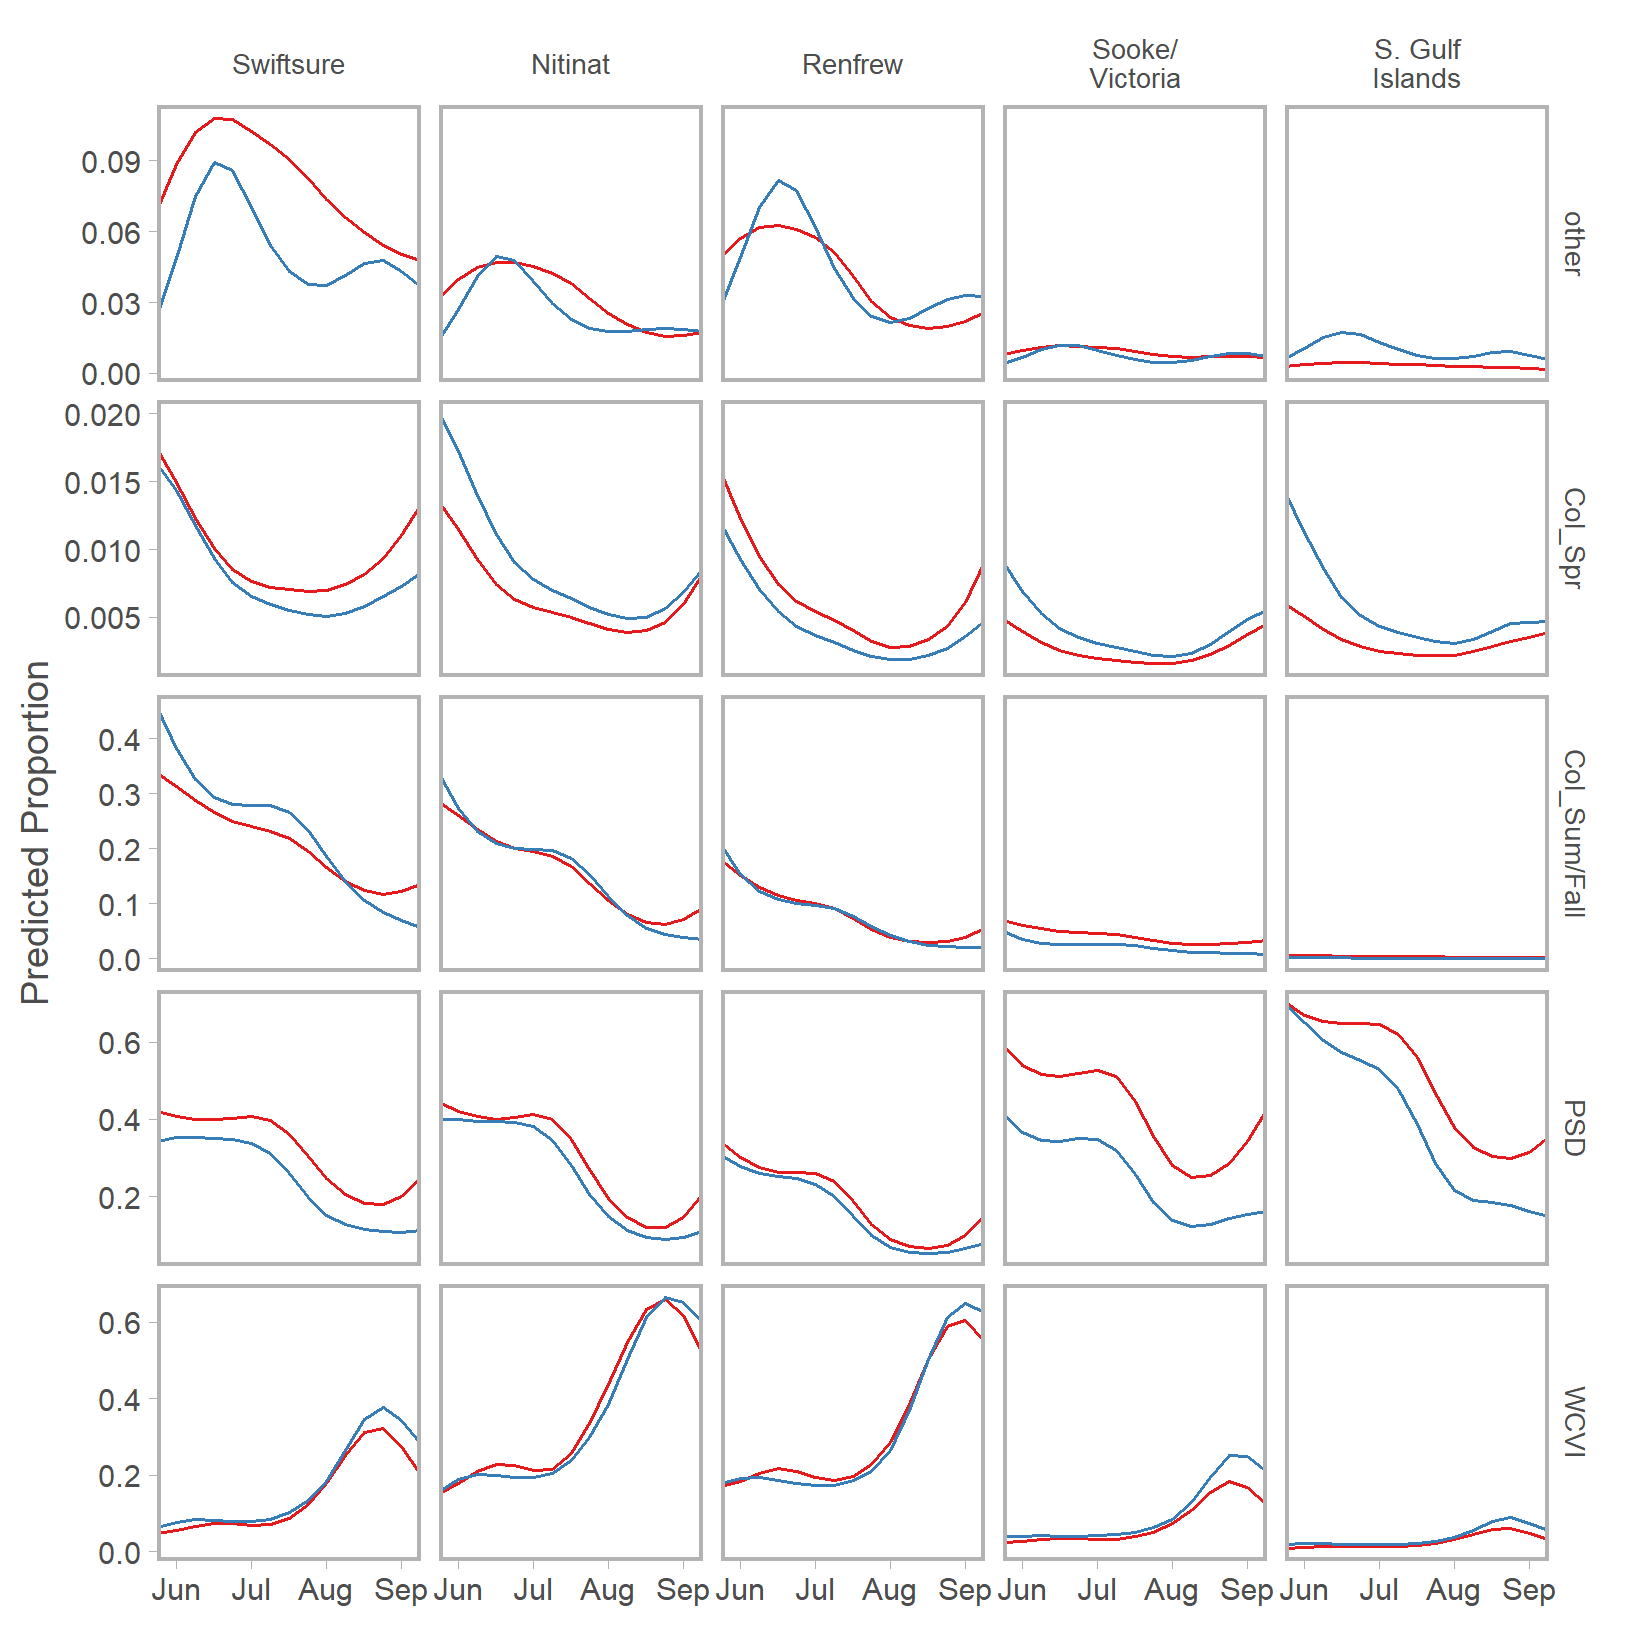 Swiftsure
Nitinat
Renfrew
Sooke/
Victoria
S. Gulf
Islands
0.09
0.06
0.03
0.00
other
0.020
0.015
0.010
0.005
Col_Spr
Predicted Proportion
0.4
0.3
0.2
0.1
0.0
Col_Sum/Fall
0.6
0.4
0.2
PSD
0.6
0.4
0.2
0.0
WCVI
Jun Jul Aug Sep
Jun Jul Aug Sep
Jun Jul Aug Sep
Jun Jul Aug Sep
Jun Jul Aug Sep